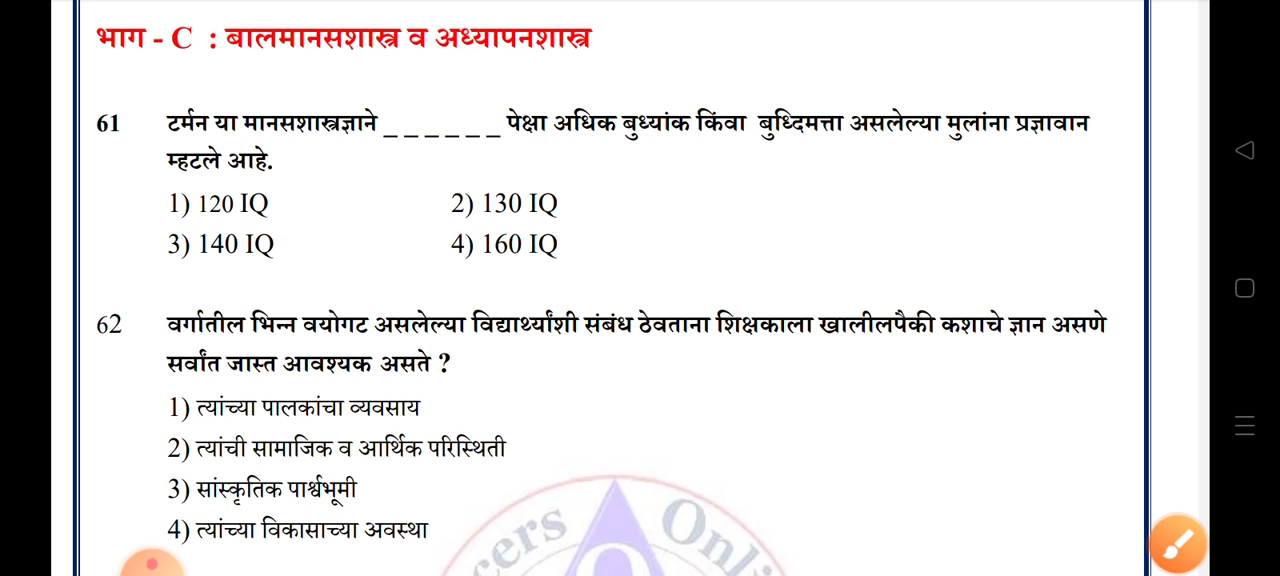 भाग - C : बालमानसशास्त्र व अध्यापनशास्त्र
61 टर्मन या मानसशास्त्रज्ञाने _ _ _ _ _ _ पेक्षा अधिक बुध्यांक किंवा बुध्दिमत्ता असलेल्या मुलांना प्रज्ञावान
म्हटले आहे.
1) 120 IQ 2) 130 IQ
3) 140 IQ 4) 160 IQ
62 वर्गातील भिन्न वयोगट असलेल्या विद्यार्थ्यांशी संबंध ठेवताना शिक्षकाला खालीलपैकी कशाचे ज्ञान असणे
सर्वांत जास्त आवश्यक असते ?
1) त्यांच्या पालकांचा व्यवसाय
2) त्यांची सामाजिक व आर्थिक परिस्थिती
3) सांस्कृतिक पार्श्वभूमी
4) त्यांच्या विकासाच्या अवस्था